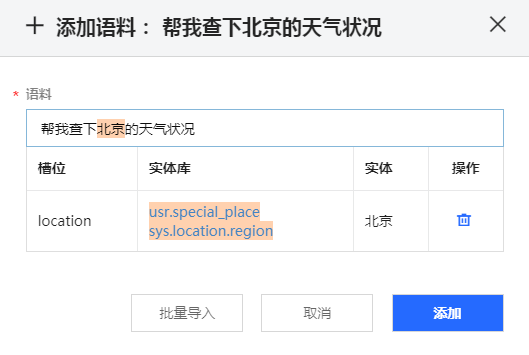 + 添加语料： 帮我查下北京的天气状况 ×
* 语料
帮我查下北京的天气状况
槽位 实体库 实体 操作
location usr.special_place sys.location.region 北京
批量导入 取消 添加